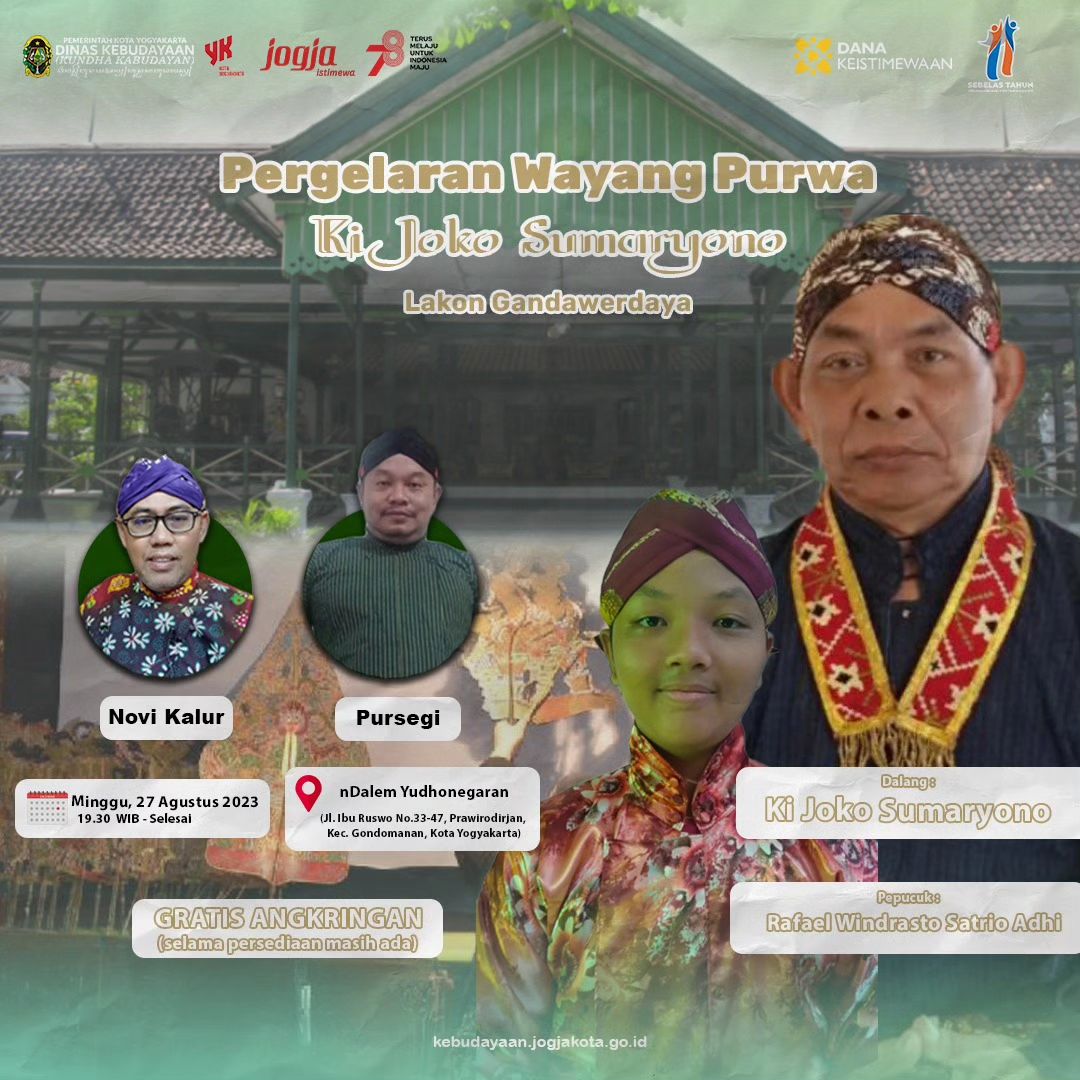 PEMERINTAH KOTA YOGYAKARTA
DINAS KEBUDAYAAN
(KUNDHA KABUDAYAN)
jogja
istimewa
78
TERUS
MELAJU
UNTUK
INDONESIA
MAJU
DANA
KEISTIMEWAAN
SEBELAS TAHUN
Pergelaran Wayang Purwa
Ki Joko Sumaryono
Lakon Gandawerdaya
Novi Kalur
Pursegi
Minggu, 27 Agustus 2023
19.30 WIB - Selesai
nDalem Yudhonegaran
(Jl. Ibu Ruswo No.33-47, Prawirodirjan,
Kec. Gondomanan, Kota Yogyakarta)
Dalang :
Ki Joko Sumaryono
Pepucuk :
Rafael Windrasto Satrio Adhi
GRATIS ANGKRINGAN
(selama persediaan masih ada)
kebudayaan.jogjakota.go.id